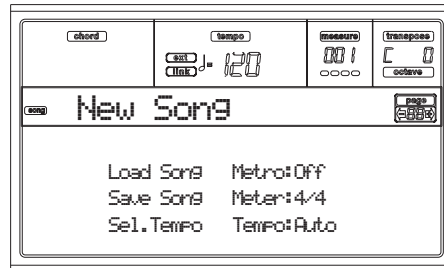 chord tempo measure transpose
ext link ♩= 120 001 C 0
octave
song New Song page
Load Song Metro:Off
Save Song Meter:4/4
Sel.Tempo Tempo:Auto